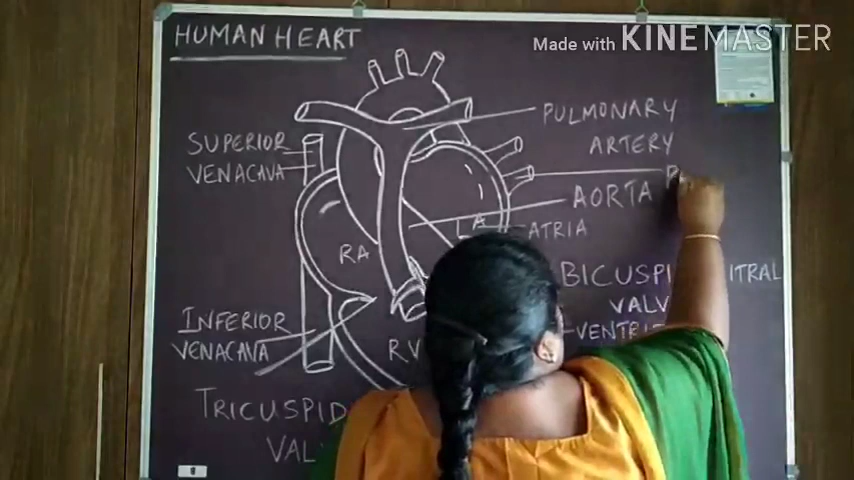 HUMAN HEART
Made with KINEMASTER
PULMONARY
ARTERY
SUPERIOR
VENACAVA
AORTA
LA
ATRIA
RA
BICUSPI
ITRAL
VALV
INFERIOR
VENACAVA
VENTRI
RV
TRICUSPID
VAL